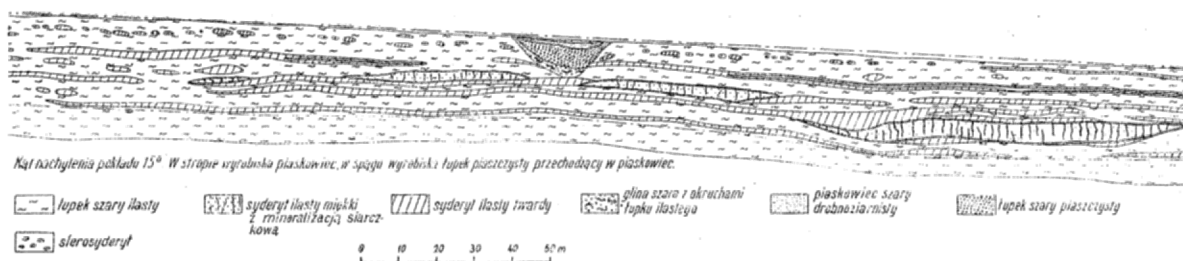 Kąt nachylenia pokładu 15° W stropie wyrobiska piaskowiec, w spągu wyrobiska łupek piaszczysty przechodzący w piaskowiec.
łupek szary ilasty
syderyt ilasty miękki
z mineralizacją siarcz-
kową
syderyt ilasty twardy
glina szara z okruchami
łupku ilastego
piaskowiec szary
drobnoziarnisty
łupek szary piaszczysty
sferosyderyt
0 10 20 30 40 50 m